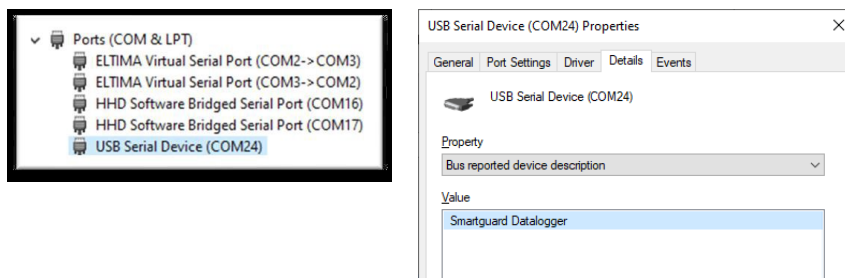 Ports (COM & LPT)
ELTIMA Virtual Serial Port (COM2->COM3)
ELTIMA Virtual Serial Port (COM3->COM2)
HHD Software Bridged Serial Port (COM16)
HHD Software Bridged Serial Port (COM17)
USB Serial Device (COM24)
USB Serial Device (COM24) Properties
General Port Settings Driver Details Events
USB Serial Device (COM24)
Property
Bus reported device description
Value
Smartguard Datalogger